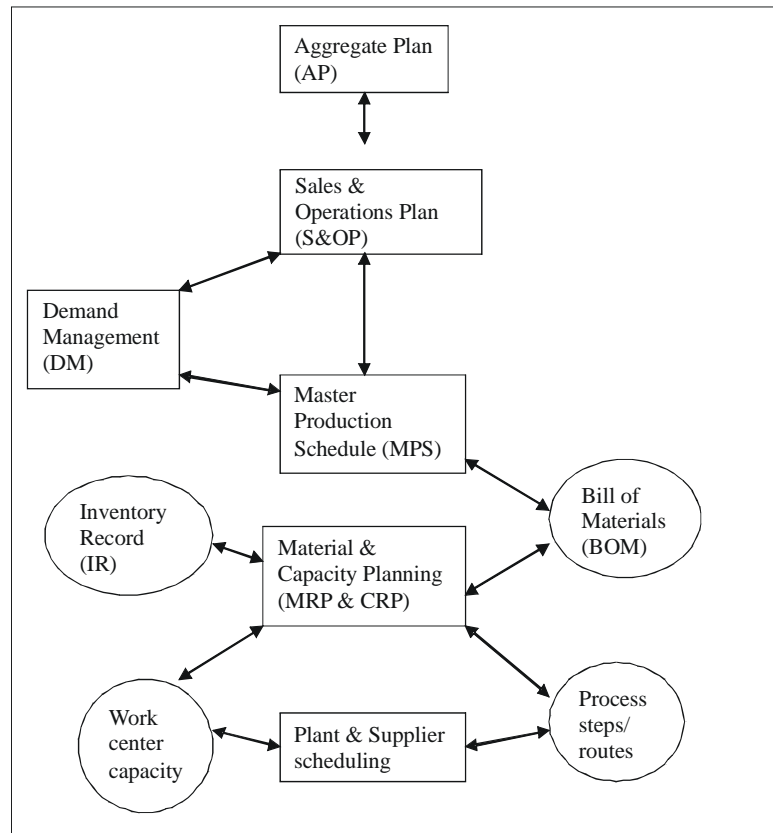 Aggregate Plan
(AP)
Sales &
Operations Plan
(S&OP)
Demand
Management
(DM)
Master
Production
Schedule (MPS)
Inventory
Record
(IR)
Bill of
Materials
(BOM)
Material &
Capacity Planning
(MRP & CRP)
Work
center
capacity
Plant & Supplier
scheduling
Process
steps/
routes